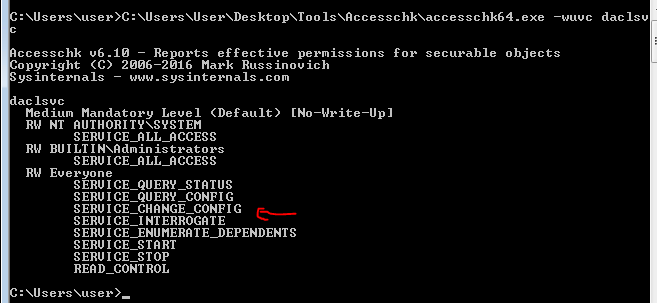 C:\Users\user>C:\Users\User\Desktop\Tools\Accesschk\accesschk64.exe -wuvc daclsv
c
Accesschk v6.10 - Reports effective permissions for securable objects
Copyright (C) 2006-2016 Mark Russinovich
Sysinternals - www.sysinternals.com
daclsvc
Medium Mandatory Level (Default) [No-Write-Up]
RW NT AUTHORITY\SYSTEM
SERVICE_ALL_ACCESS
RW BUILTIN\Administrators
SERVICE_ALL_ACCESS
RW Everyone
SERVICE_QUERY_STATUS
SERVICE_QUERY_CONFIG
SERVICE_CHANGE_CONFIG
SERVICE_INTERROGATE
SERVICE_ENUMERATE_DEPENDENTS
SERVICE_START
SERVICE_STOP
READ_CONTROL
C:\Users\user>_